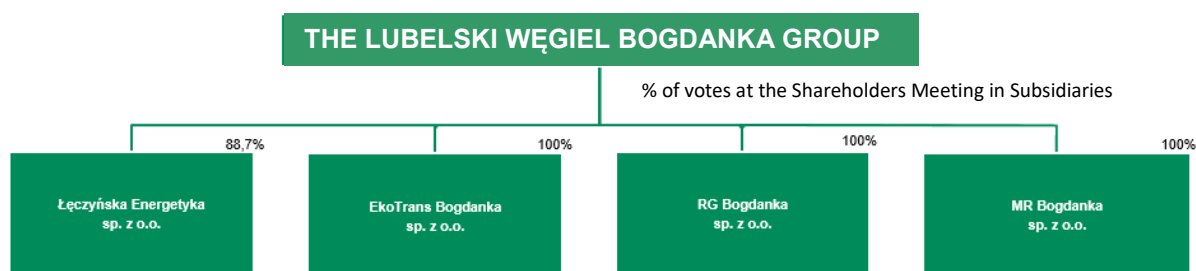 THE LUBELSKI WĘGIEL BOGDANKA GROUP
% of votes at the Shareholders Meeting in Subsidiaries
88,7%
100%
100%
100%
Łęczyńska Energetyka
sp. z o.o.
EkoTrans Bogdanka
sp. z o.o.
RG Bogdanka
sp. z o.o.
MR Bogdanka
sp. z o.o.